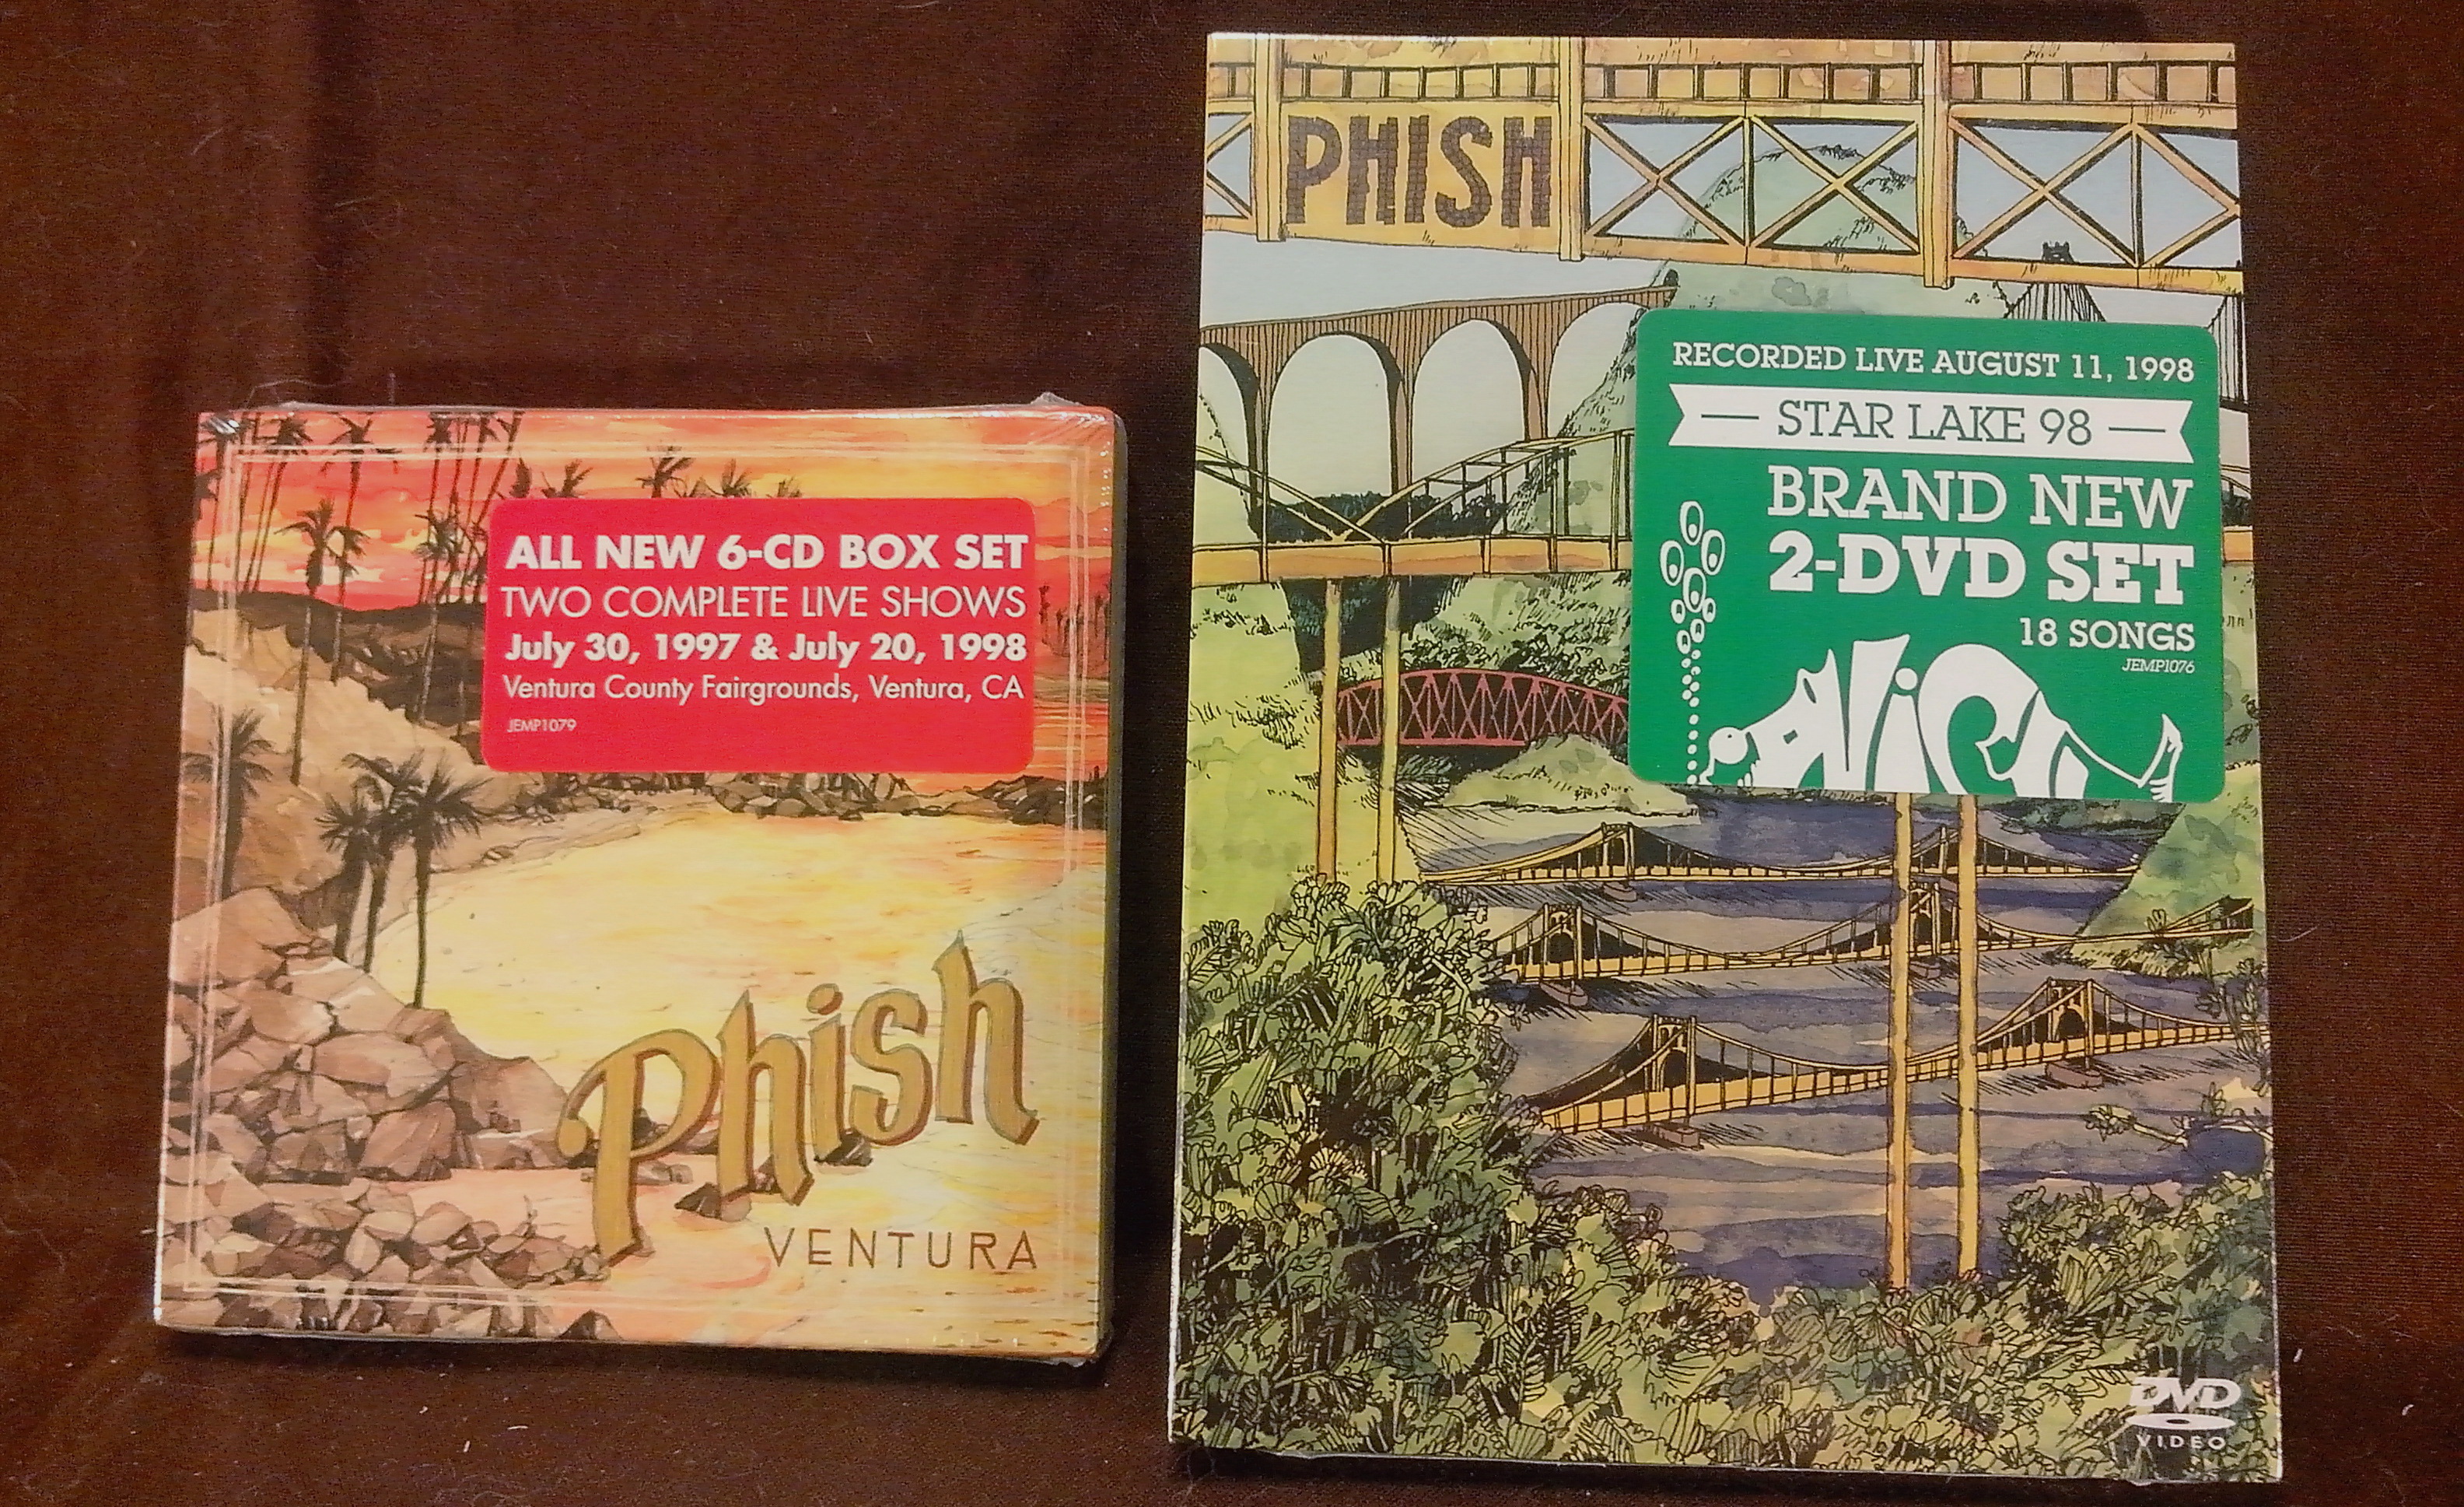 ALL NEW 6-CD BOX SET
TWO COMPLETE LIVE SHOWS
July 30, 1997 & July 20, 1998
Ventura County Fairgrounds, Ventura, CA
JEMP1079
Phish
VENTURA
PHISH
RECORDED LIVE AUGUST 11, 1998
STAR LAKE 98
BRAND NEW
2-DVD SET
18 SONGS
JEMP1076
PHiSH
DVD
VIDEO